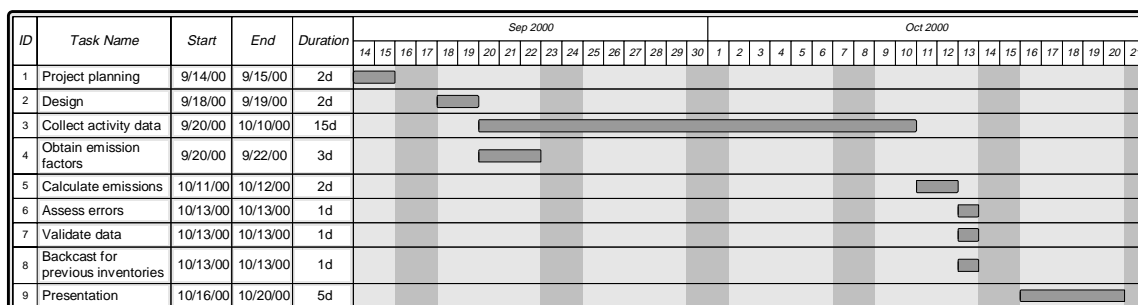 ID Task Name Start End Duration Sep 2000 Oct 2000
14 15 16 17 18 19 20 21 22 23 24 25 26 27 28 29 30 1 2 3 4 5 6 7 8 9 10 11 12 13 14 15 16 17 18 19 20
1 Project planning 9/14/00 9/15/00 2d
2 Design 9/18/00 9/19/00 2d
3 Collect activity data 9/20/00 10/10/00 15d
4 Obtain emission factors 9/20/00 9/22/00 3d
5 Calculate emissions 10/11/00 10/12/00 2d
6 Assess errors 10/13/00 10/13/00 1d
7 Validate data 10/13/00 10/13/00 1d
8 Backcast for previous inventories 10/13/00 10/13/00 1d
9 Presentation 10/16/00 10/20/00 5d